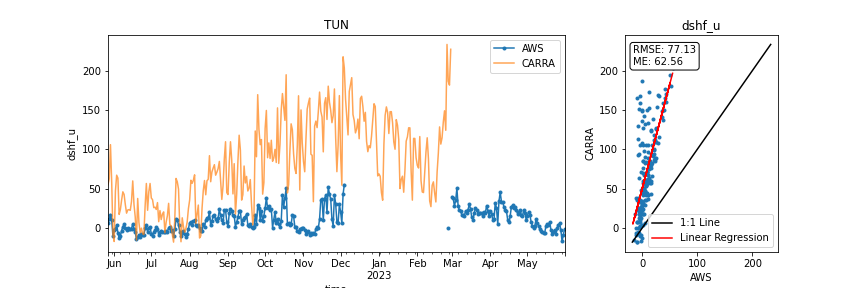 TUN
dshf_u
AWS
CARRA
200
150
100
50
0
Jun Jul Aug Sep Oct Nov Dec Jan Feb Mar Apr May
2023
time
dshf_u
RMSE: 77.13
ME: 62.56
CARRA
200
150
100
50
0
1:1 Line
Linear Regression
0 100 200
AWS